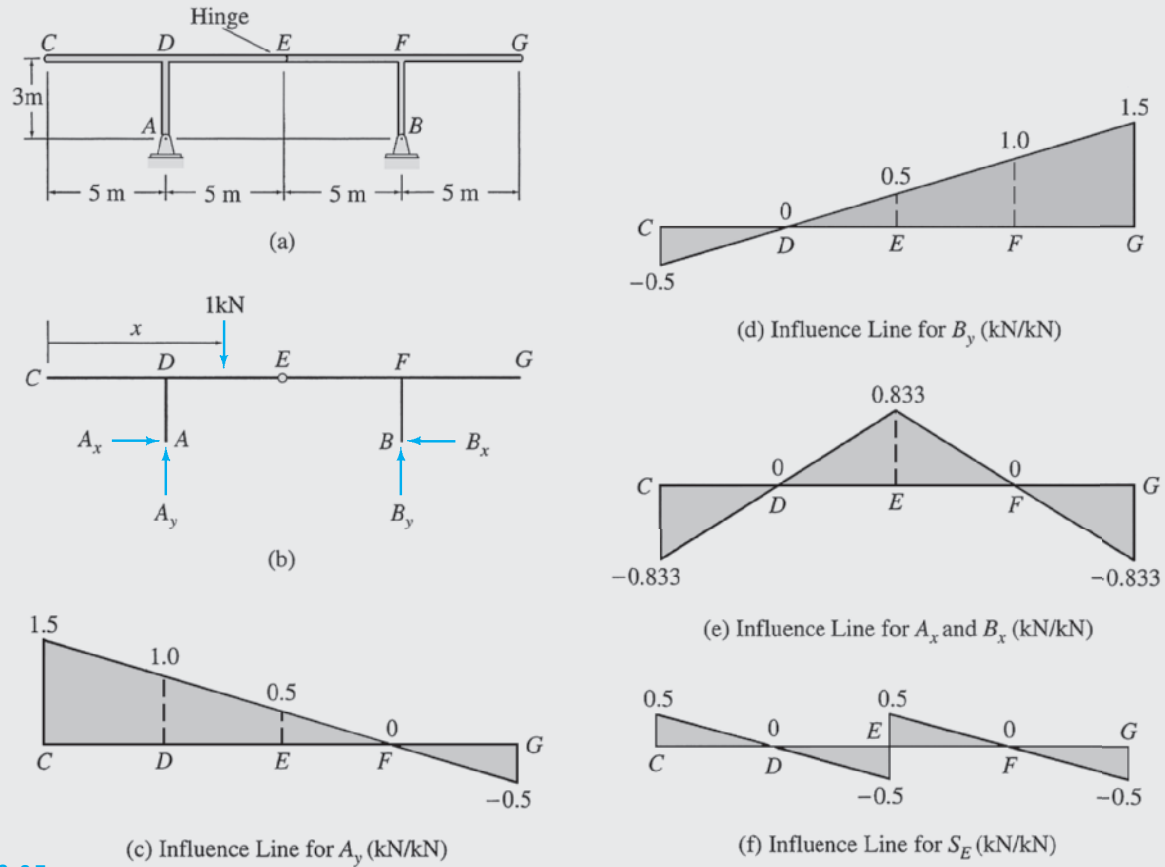 Hinge
C D E F G
3m
A B
5 m 5 m 5 m 5 m
(a)
1kN
x
C D E F G
A_x A B B_x
A_y B_y
(b)
1.5
1.0
0.5
0
C D E F G
−0.5
(c) Influence Line for A_y (kN/kN)
1.5
1.0
0.5
0
C D E F G
−0.5
(d) Influence Line for B_y (kN/kN)
0.833
0 0
C D E F G
−0.833 −0.833
(e) Influence Line for A_x and B_x (kN/kN)
0.5 0.5
0 E 0 G
C D F
−0.5 −0.5
(f) Influence Line for S_E (kN/kN)